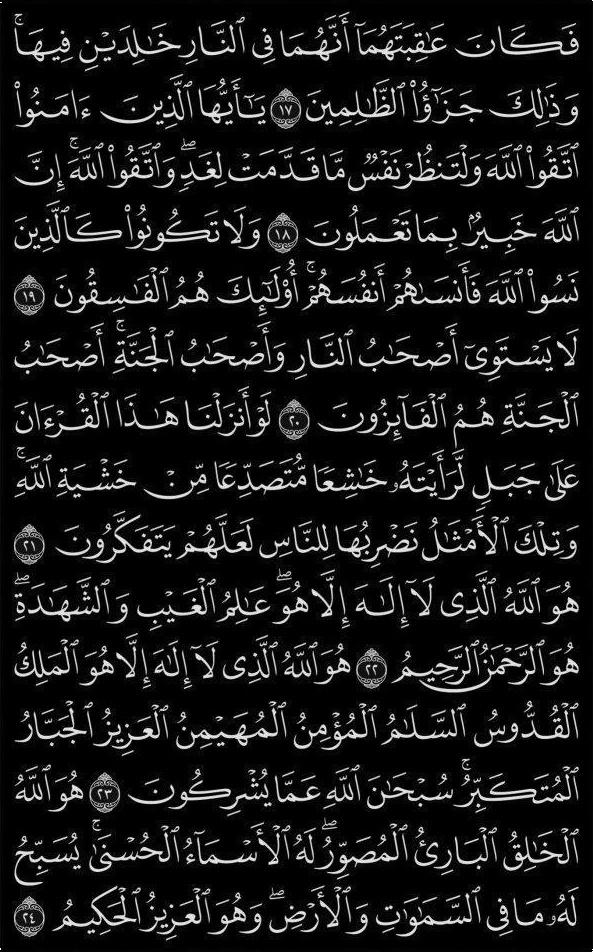 فَكَانَ عَٰقِبَتَهُمَآ أَنَّهُمَا فِى ٱلنَّارِ خَٰلِدَيْنِ فِيهَا ۚ
وَذَٰلِكَ جَزَٰٓؤُا۟ ٱلظَّٰلِمِينَ ١٧ يَٰٓأَيُّهَا ٱلَّذِينَ ءَامَنُوا۟
ٱتَّقُوا۟ ٱللَّهَ وَلْتَنظُرْ نَفْسٌ مَّا قَدَّمَتْ لِغَدٍ ۖ وَٱتَّقُوا۟ ٱللَّهَ ۚ إِنَّ
ٱللَّهَ خَبِيرٌۢ بِمَا تَعْمَلُونَ ١٨ وَلَا تَكُونُوا۟ كَٱلَّذِينَ
نَسُوا۟ ٱللَّهَ فَأَنسَىٰهُمْ أَنفُسَهُمْ ۚ أُو۟لَٰٓئِكَ هُمُ ٱلْفَٰسِقُونَ ١٩
لَا يَسْتَوِىٓ أَصْحَٰبُ ٱلنَّارِ وَأَصْحَٰبُ ٱلْجَنَّةِ ۚ أَصْحَٰبُ
ٱلْجَنَّةِ هُمُ ٱلْفَآئِزُونَ ٢٠ لَوْ أَنزَلْنَا هَٰذَا ٱلْقُرْءَانَ
عَلَىٰ جَبَلٍ لَّرَأَيْتَهُۥ خَٰشِعًا مُّتَصَدِّعًا مِّنْ خَشْيَةِ ٱللَّهِ ۚ
وَتِلْكَ ٱلْأَمْثَٰلُ نَضْرِبُهَا لِلنَّاسِ لَعَلَّهُمْ يَتَفَكَّرُونَ ٢١
هُوَ ٱللَّهُ ٱلَّذِى لَآ إِلَٰهَ إِلَّا هُوَ ۖ عَٰلِمُ ٱلْغَيْبِ وَٱلشَّهَٰدَةِ ۖ
هُوَ ٱلرَّحْمَٰنُ ٱلرَّحِيمُ ٢٢ هُوَ ٱللَّهُ ٱلَّذِى لَآ إِلَٰهَ إِلَّا هُوَ ٱلْمَلِكُ
ٱلْقُدُّوسُ ٱلسَّلَٰمُ ٱلْمُؤْمِنُ ٱلْمُهَيْمِنُ ٱلْعَزِيزُ ٱلْجَبَّارُ
ٱلْمُتَكَبِّرُ ۚ سُبْحَٰنَ ٱللَّهِ عَمَّا يُشْرِكُونَ ٢٣ هُوَ ٱللَّهُ
ٱلْخَٰلِقُ ٱلْبَارِئُ ٱلْمُصَوِّرُ ۖ لَهُ ٱلْأَسْمَآءُ ٱلْحُسْنَىٰ ۚ يُسَبِّحُ
لَهُۥ مَا فِى ٱلسَّمَٰوَٰتِ وَٱلْأَرْضِ ۖ وَهُوَ ٱلْعَزِيزُ ٱلْحَكِيمُ ٢٤